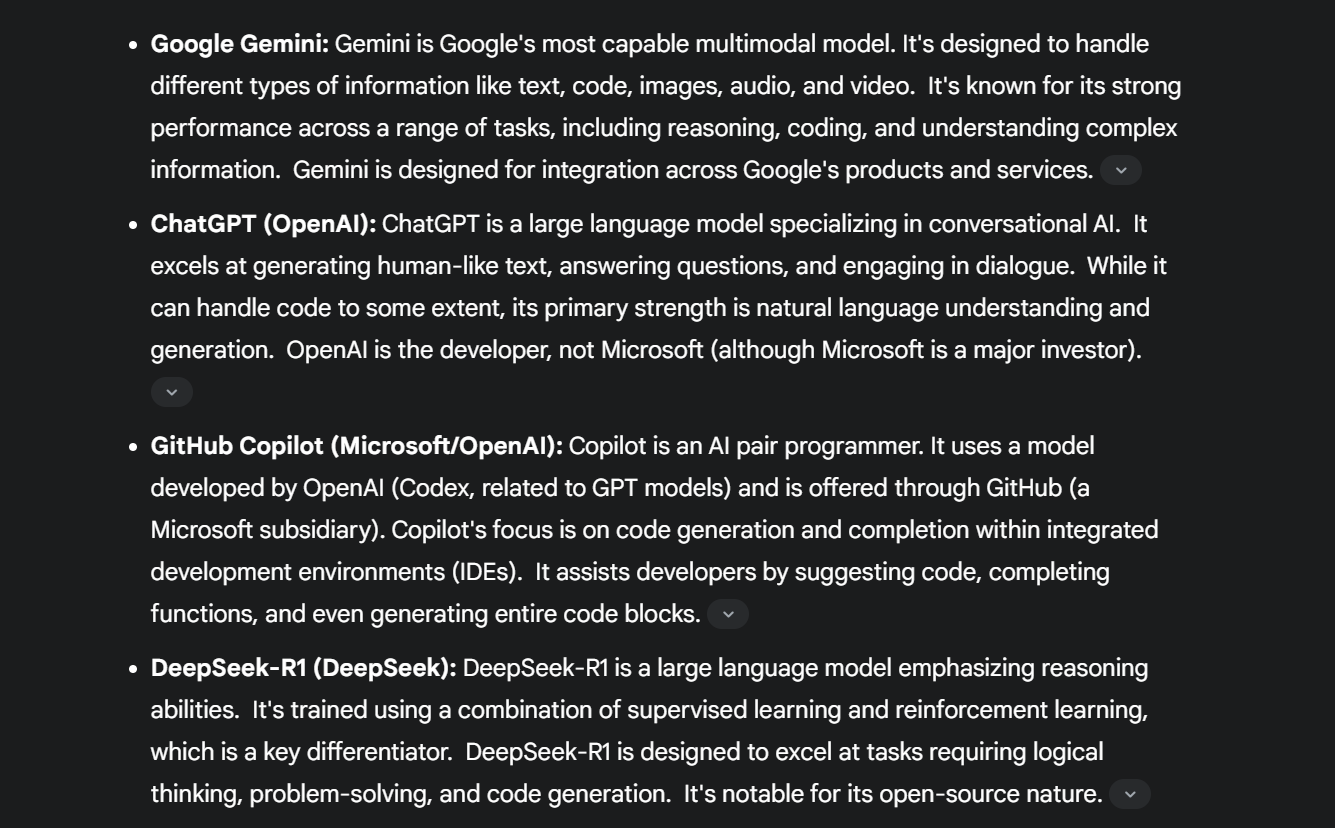 • Google Gemini: Gemini is Google's most capable multimodal model. It's designed to handle
different types of information like text, code, images, audio, and video.  It's known for its strong
performance across a range of tasks, including reasoning, coding, and understanding complex
information.  Gemini is designed for integration across Google's products and services.
• ChatGPT (OpenAI): ChatGPT is a large language model specializing in conversational AI.  It
excels at generating human-like text, answering questions, and engaging in dialogue.  While it
can handle code to some extent, its primary strength is natural language understanding and
generation.  OpenAI is the developer, not Microsoft (although Microsoft is a major investor).
• GitHub Copilot (Microsoft/OpenAI): Copilot is an AI pair programmer. It uses a model
developed by OpenAI (Codex, related to GPT models) and is offered through GitHub (a
Microsoft subsidiary). Copilot's focus is on code generation and completion within integrated
development environments (IDEs).  It assists developers by suggesting code, completing
functions, and even generating entire code blocks.
• DeepSeek-R1 (DeepSeek): DeepSeek-R1 is a large language model emphasizing reasoning
abilities.  It's trained using a combination of supervised learning and reinforcement learning,
which is a key differentiator.  DeepSeek-R1 is designed to excel at tasks requiring logical
thinking, problem-solving, and code generation.  It's notable for its open-source nature.